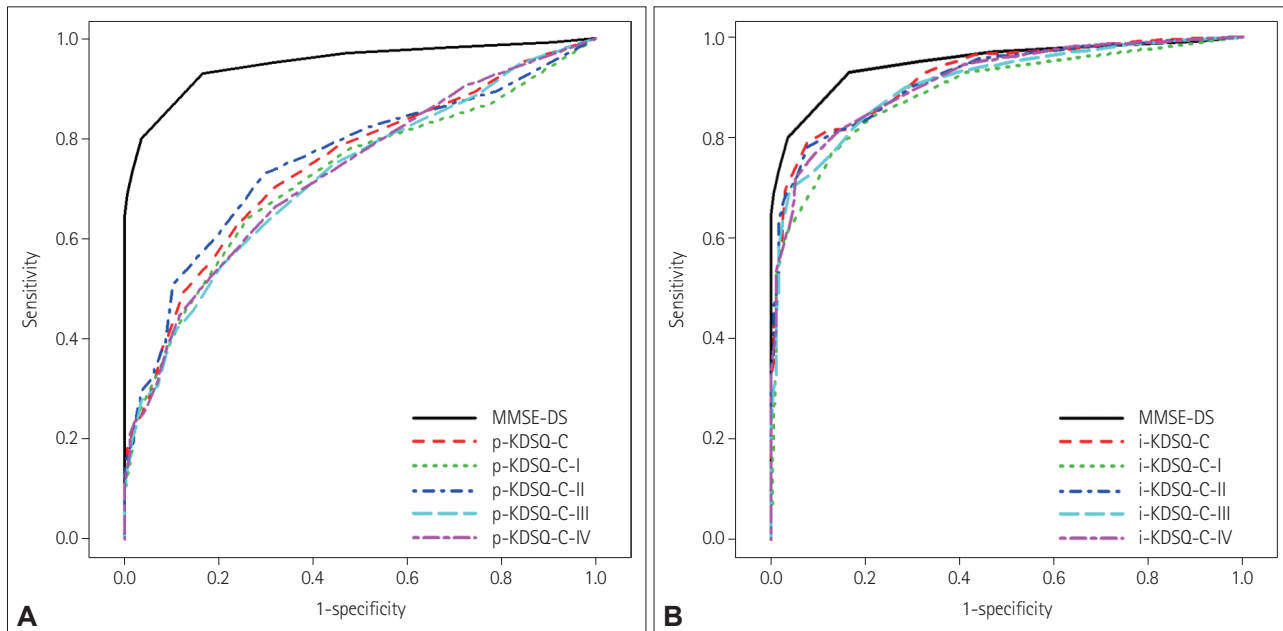 1.0
0.8
0.6
0.4
0.2
0.0
Sensitivity
0.0 0.2 0.4 0.6 0.8 1.0
1-specificity
MMSE-DS
p-KDSQ-C
p-KDSQ-C-I
p-KDSQ-C-II
p-KDSQ-C-III
p-KDSQ-C-IV
A
1.0
0.8
0.6
0.4
0.2
0.0
Sensitivity
0.0 0.2 0.4 0.6 0.8 1.0
1-specificity
MMSE-DS
i-KDSQ-C
i-KDSQ-C-I
i-KDSQ-C-II
i-KDSQ-C-III
i-KDSQ-C-IV
B